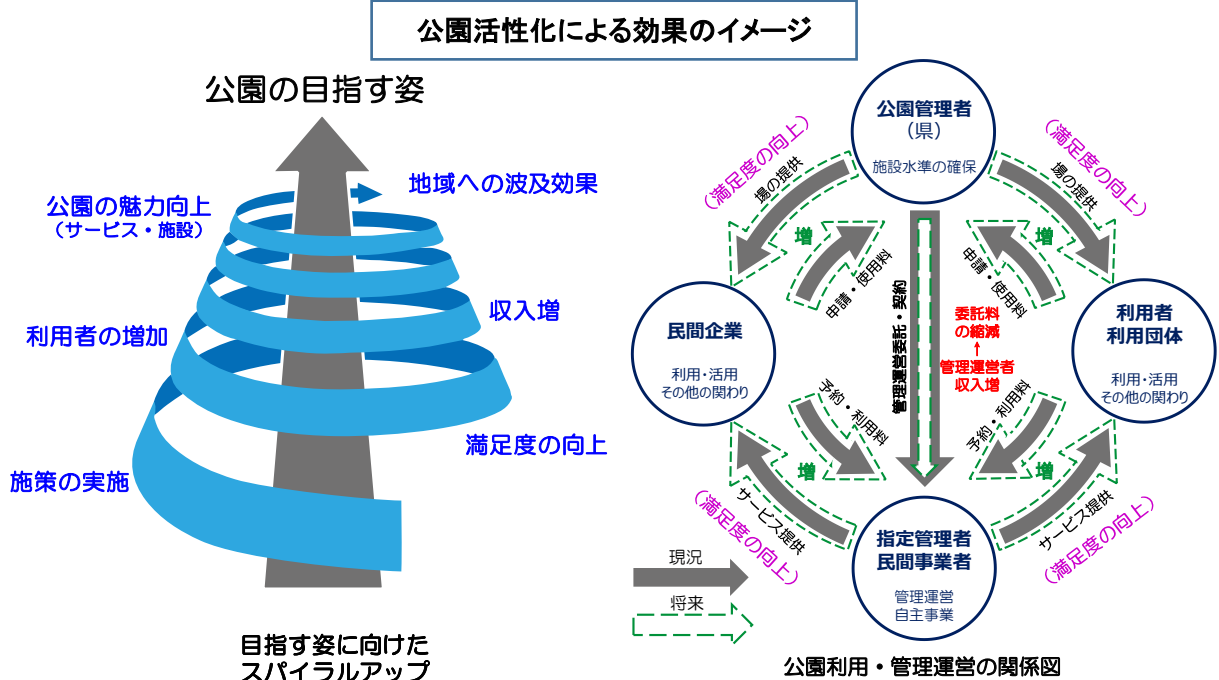 公園活性化による効果のイメージ
公園の目指す姿
地域への波及効果
公園の魅力向上
（サービス・施設）
収入増
利用者の増加
満足度の向上
施策の実施
目指す姿に向けた
スパイラルアップ
公園管理者
（県）
施設水準の確保
（満足度の向上）
場の提供
増
申請・使用料
（満足度の向上）
場の提供
増
申請・使用料
民間企業
利用・活用
その他の関わり
管理運営委託・契約
委託料
の縮減
↑
管理運営者
収入増
利用者
利用団体
利用・活用
その他の関わり
予約・利用料
増
サービス提供
（満足度の向上）
予約・利用料
増
サービス提供
（満足度の向上）
指定管理者
民間事業者
管理運営
自主事業
現況
将来
公園利用・管理運営の関係図